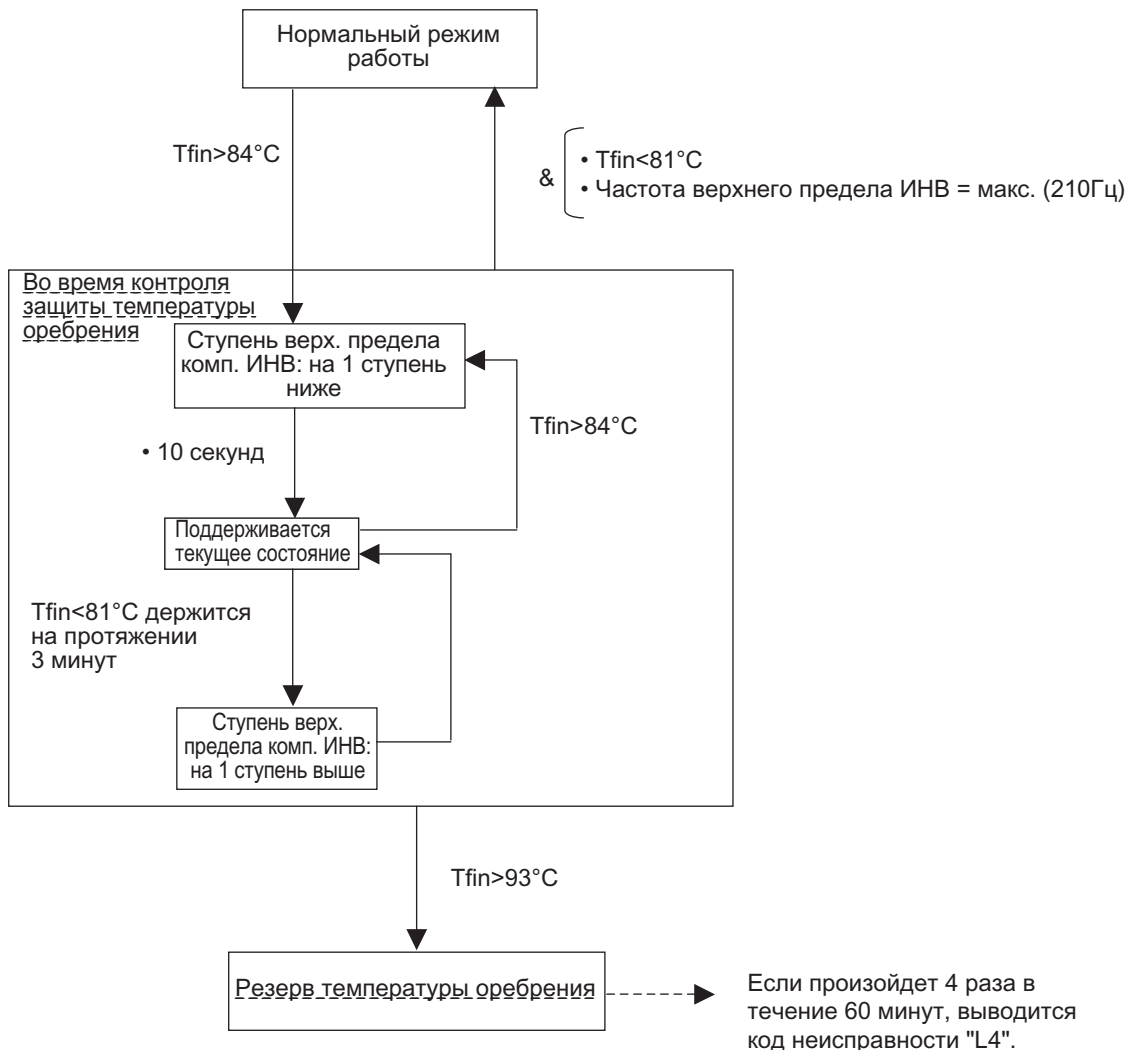 Нормальный режим
работы
Tfin>84°C
&
• Tfin<81°C
• Частота верхнего предела ИНВ = макс. (210Гц)
Во время контроля
защиты температуры
оребрения
Ступень верх. предела
комп. ИНВ: на 1 ступень
ниже
Tfin>84°C
• 10 секунд
Поддерживается
текущее состояние
Tfin<81°C держится
на протяжении
3 минут
Ступень верх.
предела комп. ИНВ:
на 1 ступень выше
Tfin>93°C
Резерв температуры оребрения
Если произойдет 4 раза в
течение 60 минут, выводится
код неисправности "L4".